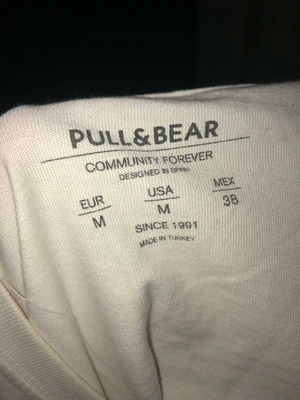 PULL&BEAR
COMMUNITY FOREVER
DESIGNED IN SPAIN
EUR USA MEX
M M 38
SINCE 1991
MADE IN TURKEY